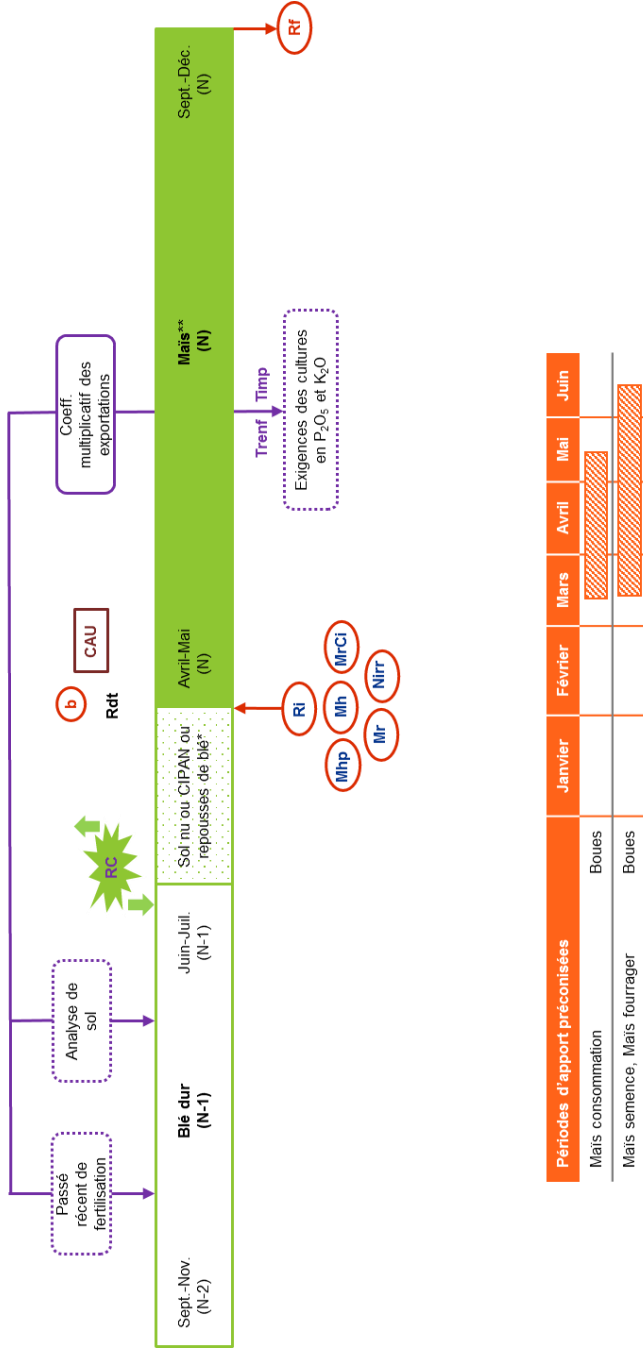 Passé
récent de
fertilisation
Analyse de
sol
Coeff.
multiplicatif des
exportations
RC
b
CAU
Rdt
Sept.-Nov.
(N-2)
Blé dur
(N-1)
Juin-Juil.
(N-1)
Sol nu ou CIPAN ou
repousses de blé*
Avril-Mai
(N)
Maïs**
(N)
Sept.-Déc.
(N)
Ri
Mhp
Mh
MrCi
Mr
Nirr
Trenf Timp
Exigences des cultures
en P₂O₅ et K₂O
Rf
Périodes d'apport préconisées Janvier Février Mars Avril Mai Juin
Maïs consommation Boues
Maïs semence, Maïs fourrager Boues